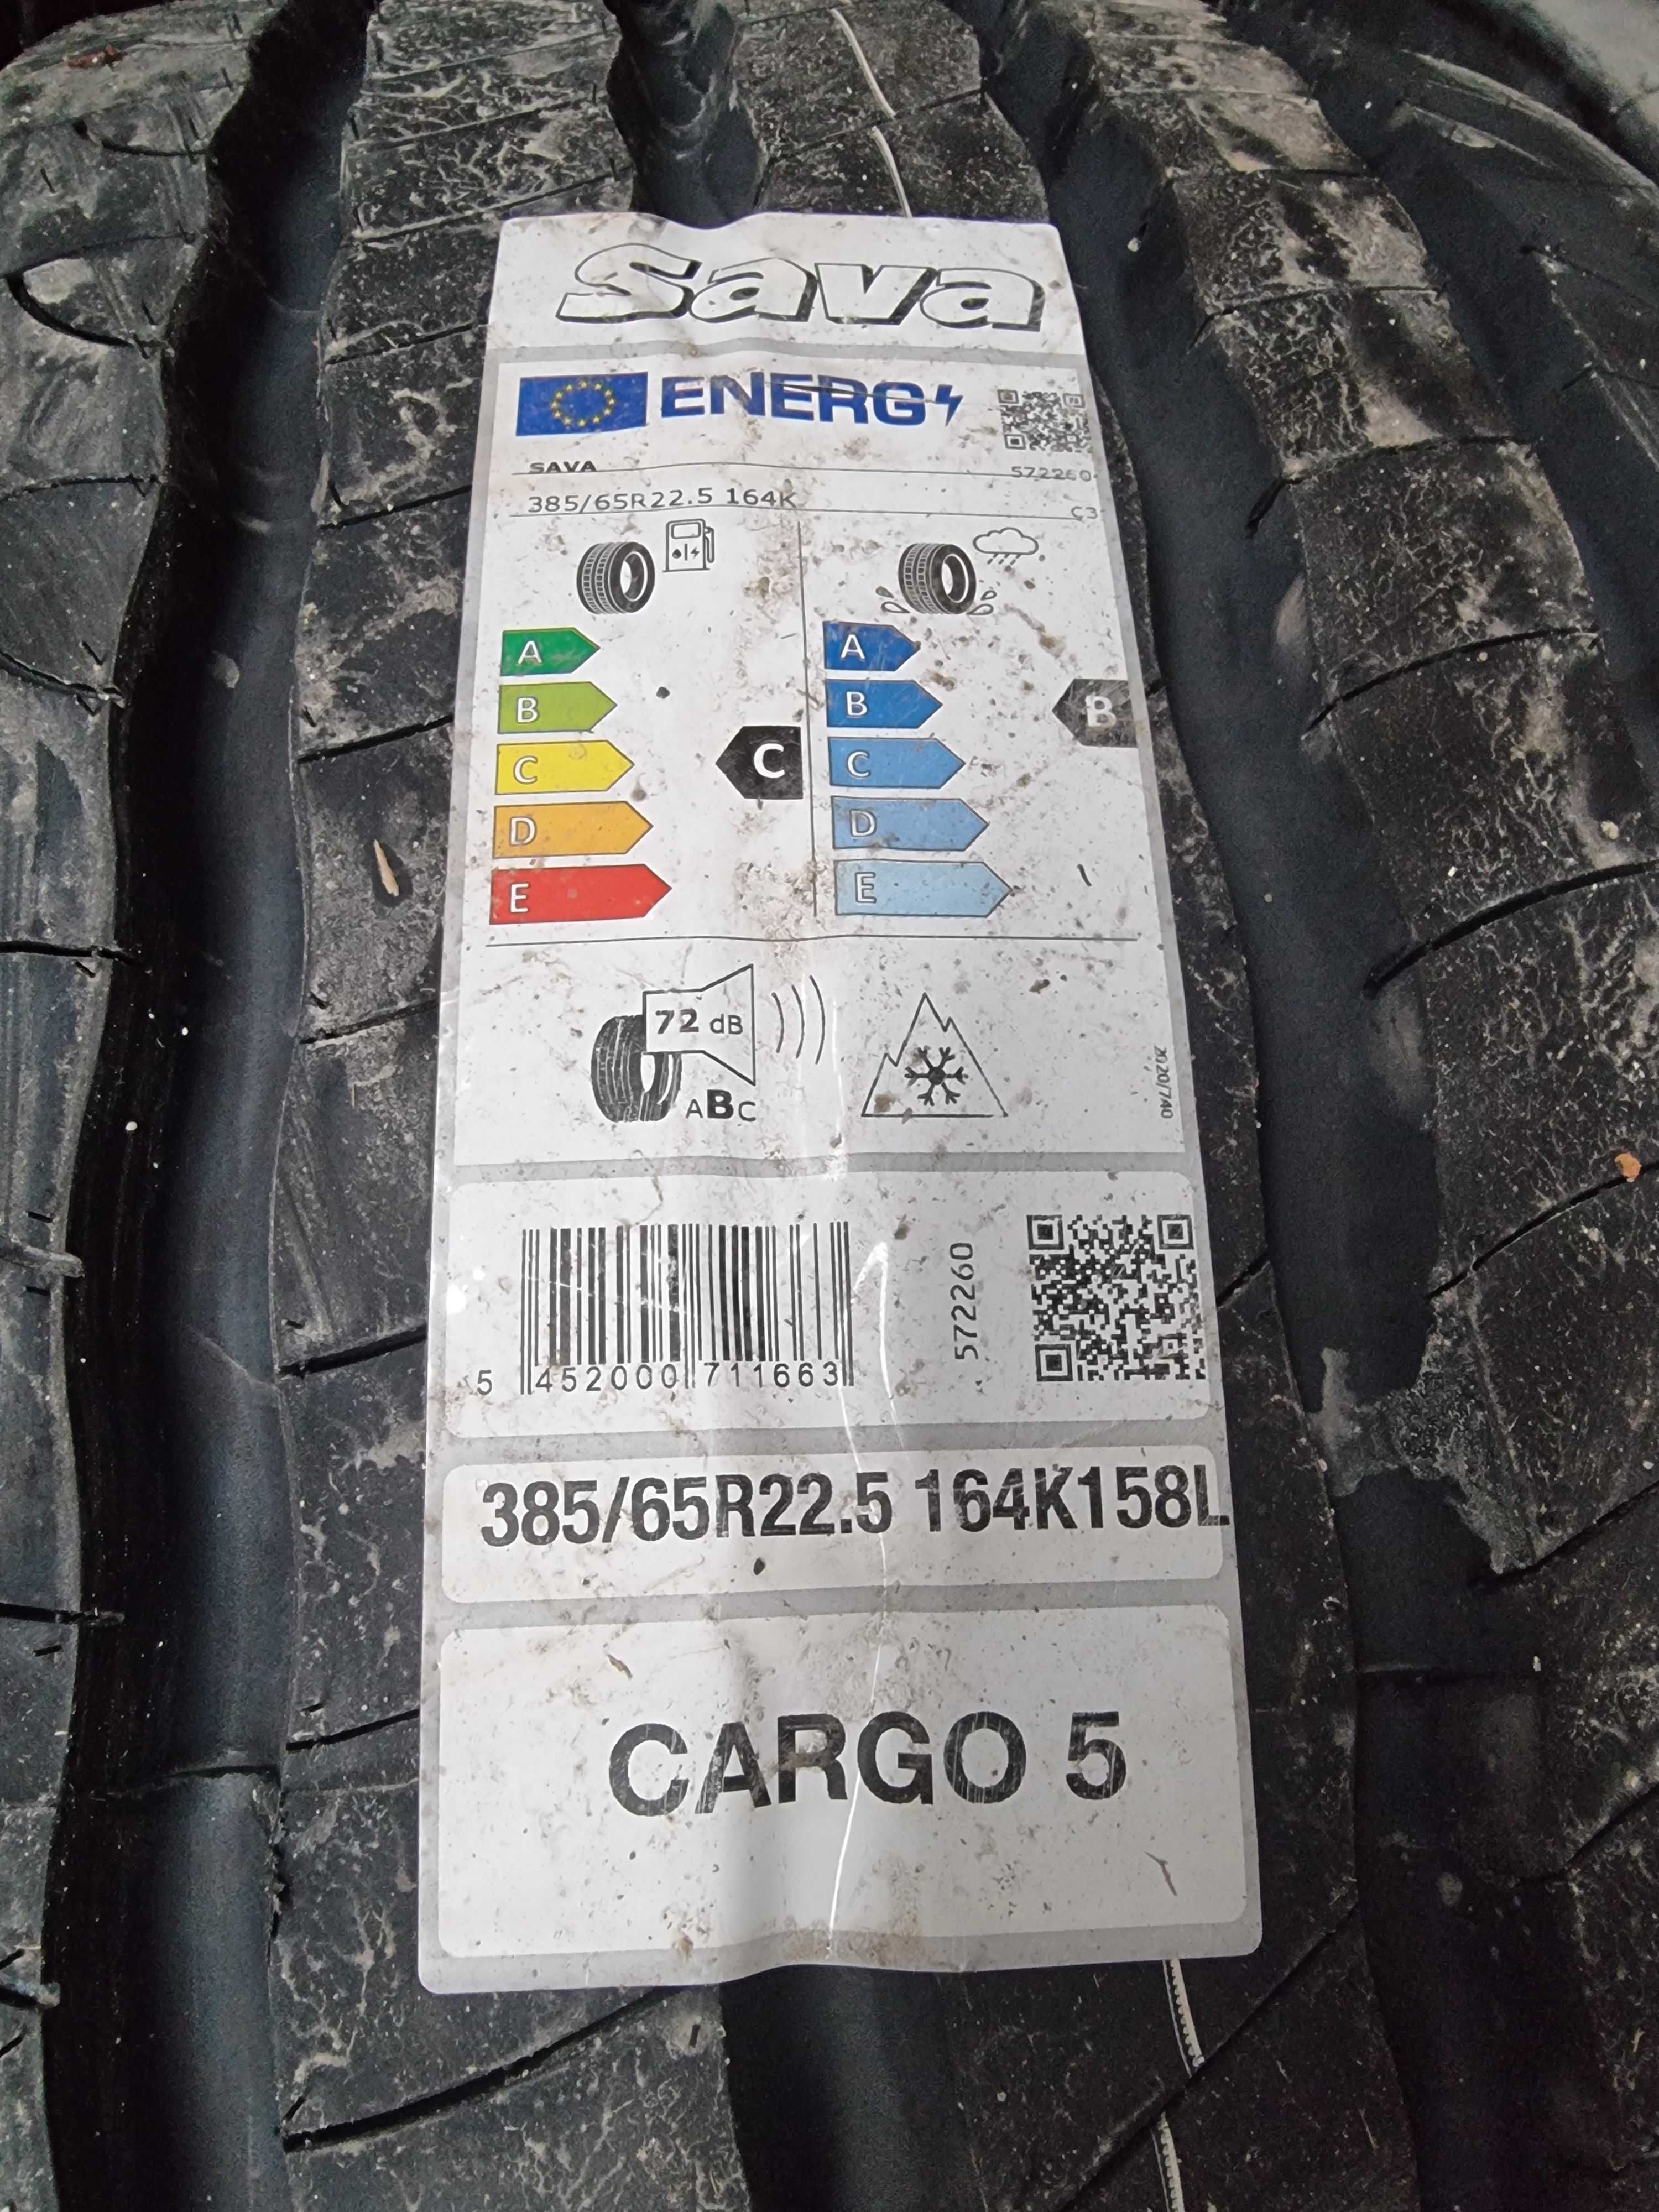 Sava
ENERG
SAVA 572260
385/65R22.5 164K C3
A A
B B B
C C C
D D
E E
72 dB
ABC
2020/740
5 452000 711663
572260
385/65R22.5 164K158L
CARGO 5